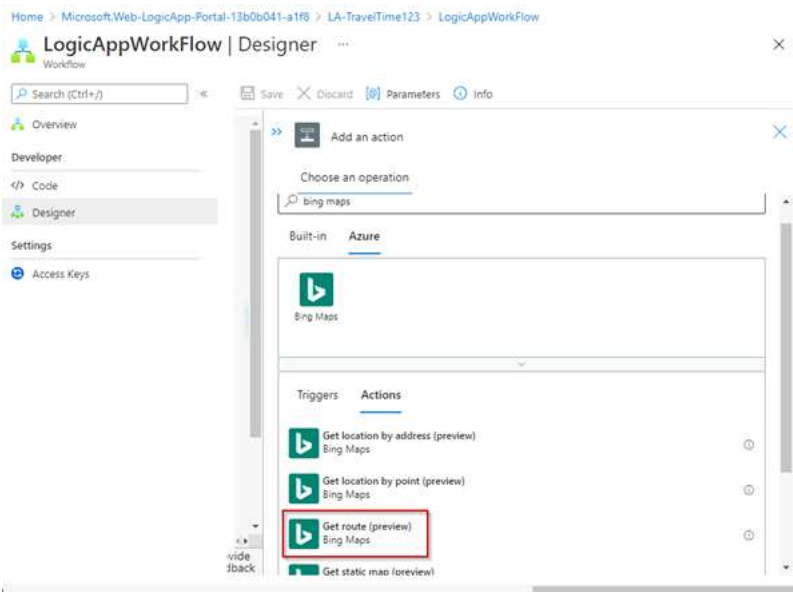 Home > Microsoft.Web-LogicApp-Portal-13b0b041-a1f8 > LA-TravelTime123 > LogicAppWorkFlow
LogicAppWorkFlow | Designer ...
Workflow
Search (Ctrl+/)
Save Discard [@] Parameters Info
Overview
Developer
</> Code
Designer
Settings
Access Keys
Add an action
Choose an operation
bing maps
Built-in Azure
Bing Maps
Triggers Actions
Get location by address (preview)
Bing Maps
Get location by point (preview)
Bing Maps
Get route (preview)
Bing Maps
Get static map (preview)
vide
dback